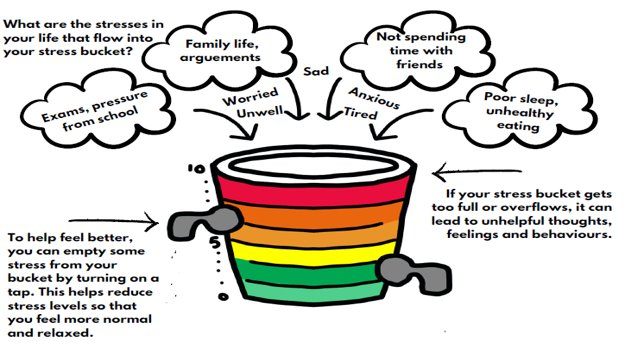 What are the stresses in
your life that flow into
your stress bucket?
Family life,
arguements
Sad
Not spending
time with
friends
Exams, pressure
from school
Worried
Unwell
Anxious
Tired
Poor sleep,
unhealthy
eating
10
5
0
If your stress bucket gets
too full or overflows, it can
lead to unhelpful thoughts,
feelings and behaviours.
To help feel better,
you can empty some
stress from your
bucket by turning on a
tap. This helps reduce
stress levels so that
you feel more normal
and relaxed.